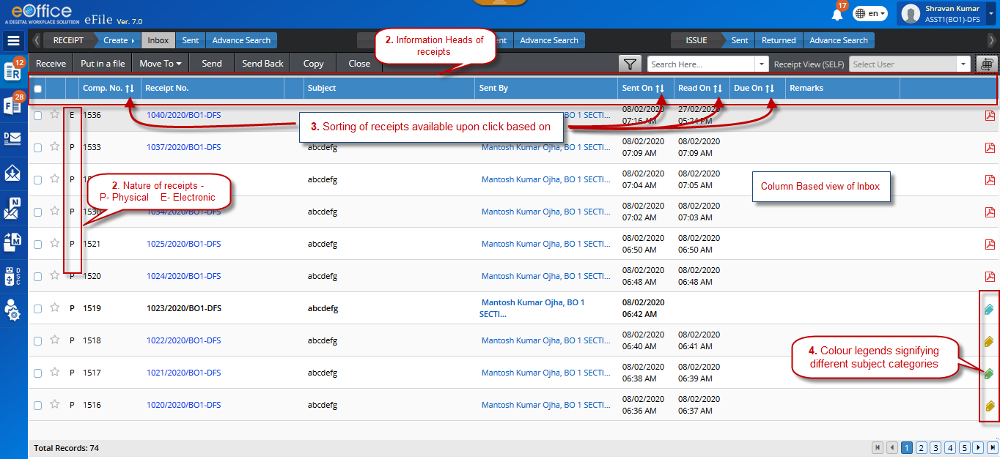 eOffice
A DIGITAL WORKPLACE SOLUTION
eFile Ver. 7.0
17
en
Shravan Kumar
ASST1(BO1)-DFS
RECEIPT Create Inbox Sent Advance Search
Advance Search
ISSUE Sent Returned Advance Search
2. Information Heads of
receipts
12
R
Receive Put in a file Move To Send Send Back Copy Close
Search Here...
Receipt View (SELF)
Select User
Comp. No. Receipt No. Subject Sent By Sent On Read On Due On Remarks
28
F
D
N
M
DSC
E 1536 1040/2020/BO1-DFS BO 1 SECTI... 08/02/2020 27/02/2020
07:16 AM 05:24 PM
3. Sorting of receipts available upon click based on
P 1533 1037/2020/BO1-DFS abcdefg Mantosh Kumar Ojha, BO 1 SECTI... 08/02/2020 08/02/2020
07:09 AM 07:09 AM
P abcdefg Mantosh Kumar Ojha, BO 1 SECTI... 08/02/2020 08/02/2020
07:04 AM 07:05 AM
2. Nature of receipts -
P- Physical E- Electronic
Column Based view of Inbox
P 1530 1034/2020/BO1-DFS abcdefg Mantosh Kumar Ojha, BO 1 SECTI... 08/02/2020 08/02/2020
07:02 AM 07:03 AM
P 1521 1025/2020/BO1-DFS abcdefg Mantosh Kumar Ojha, BO 1 SECTI... 08/02/2020 08/02/2020
06:50 AM 06:50 AM
P 1520 1024/2020/BO1-DFS abcdefg Mantosh Kumar Ojha, BO 1 SECTI... 08/02/2020 08/02/2020
06:48 AM 06:48 AM
P 1519 1023/2020/BO1-DFS abcdefg Mantosh Kumar Ojha, BO 1 08/02/2020
SECTI... 06:42 AM
P 1518 1022/2020/BO1-DFS abcdefg Mantosh Kumar Ojha, BO 1 SECTI... 08/02/2020 08/02/2020
06:40 AM 06:41 AM
4. Colour legends signifying
different subject categories
P 1517 1021/2020/BO1-DFS abcdefg Mantosh Kumar Ojha, BO 1 SECTI... 08/02/2020 08/02/2020
06:38 AM 06:39 AM
P 1516 1020/2020/BO1-DFS abcdefg Mantosh Kumar Ojha, BO 1 SECTI... 08/02/2020 08/02/2020
06:36 AM 06:37 AM
Total Records: 74
1 2 3 4 5